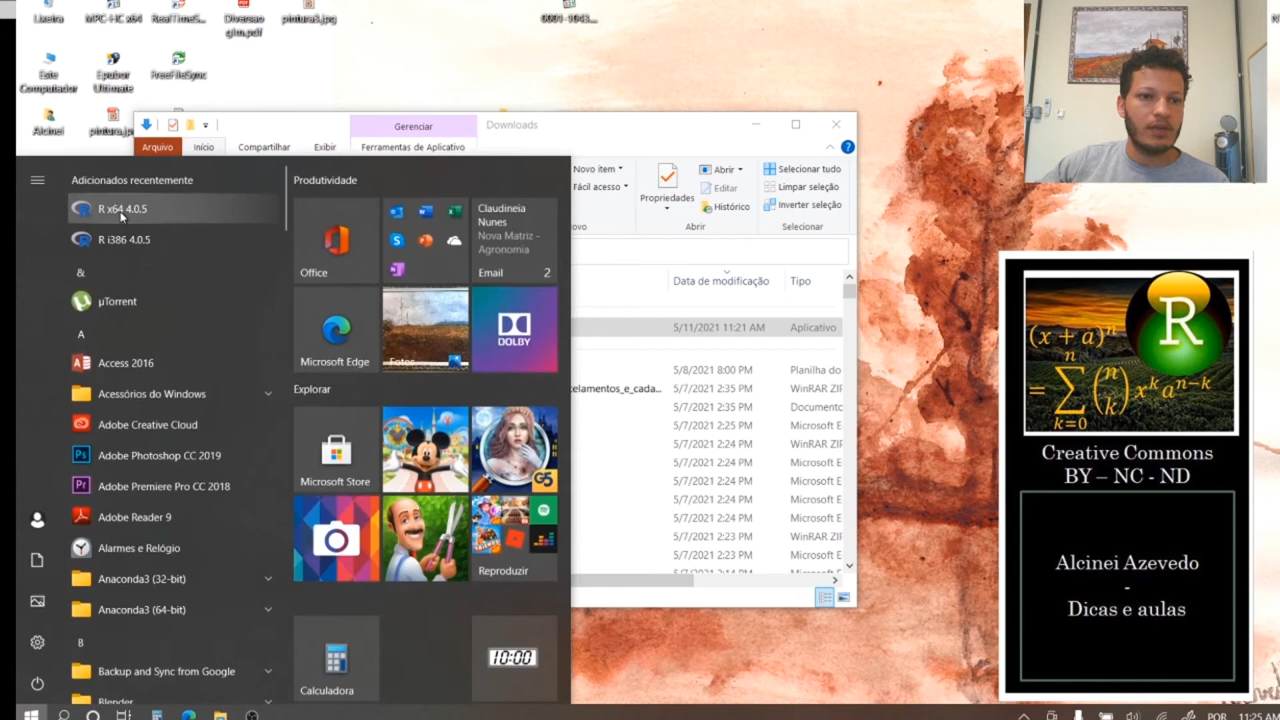 Lixeira
MPC-HC x64
RealTimeS...
Diversao
glm.pdf
pintura3.jpg
0001-1043...
Este
Computador
Epubor
Ultimate
FreeFileSync
Alcinei
Gerenciar
Downloads
Arquivo
Início
Compartilhar
Exibir
Ferramentas de Aplicativo
Novo item
Fácil acesso
Propriedades
Abrir
Editar
Histórico
Abrir
Selecionar tudo
Limpar seleção
Inverter seleção
Selecionar
Data de modificação
Tipo
5/11/2021 11:21 AM
Aplicativo
5/8/2021 8:00 PM
Planilha do
elamentos_e_cada...
5/7/2021 2:35 PM
WinRAR ZIP
5/7/2021 2:35 PM
Documento
5/7/2021 2:25 PM
Microsoft E
5/7/2021 2:24 PM
WinRAR ZIP
5/7/2021 2:24 PM
Microsoft E
5/7/2021 2:24 PM
Microsoft E
5/7/2021 2:24 PM
Microsoft E
5/7/2021 2:24 PM
Microsoft E
5/7/2021 2:23 PM
WinRAR ZIP
5/7/2021 2:23 PM
Microsoft E
Adicionados recentemente
R x64 4.0.5
R i386 4.0.5
&
µTorrent
A
Access 2016
Acessórios do Windows
Adobe Creative Cloud
Adobe Photoshop CC 2019
Adobe Premiere Pro CC 2018
Adobe Reader 9
Alarmes e Relógio
Anaconda3 (32-bit)
Anaconda3 (64-bit)
B
Backup and Sync from Google
Blender
Produtividade
Office
Claudineia
Nunes
Nova Matriz -
Agronomia
Email 2
Microsoft Edge
Fotos
DOLBY
Explorar
Microsoft Store
G5
Reproduzir
Calculadora
10:00
R
(x + a)^n
= ∑_{k=0}^{n} (n k) x^k a^{n-k}
Creative Commons
BY – NC - ND
Alcinei Azevedo
-
Dicas e aulas
POR
11:25 AM